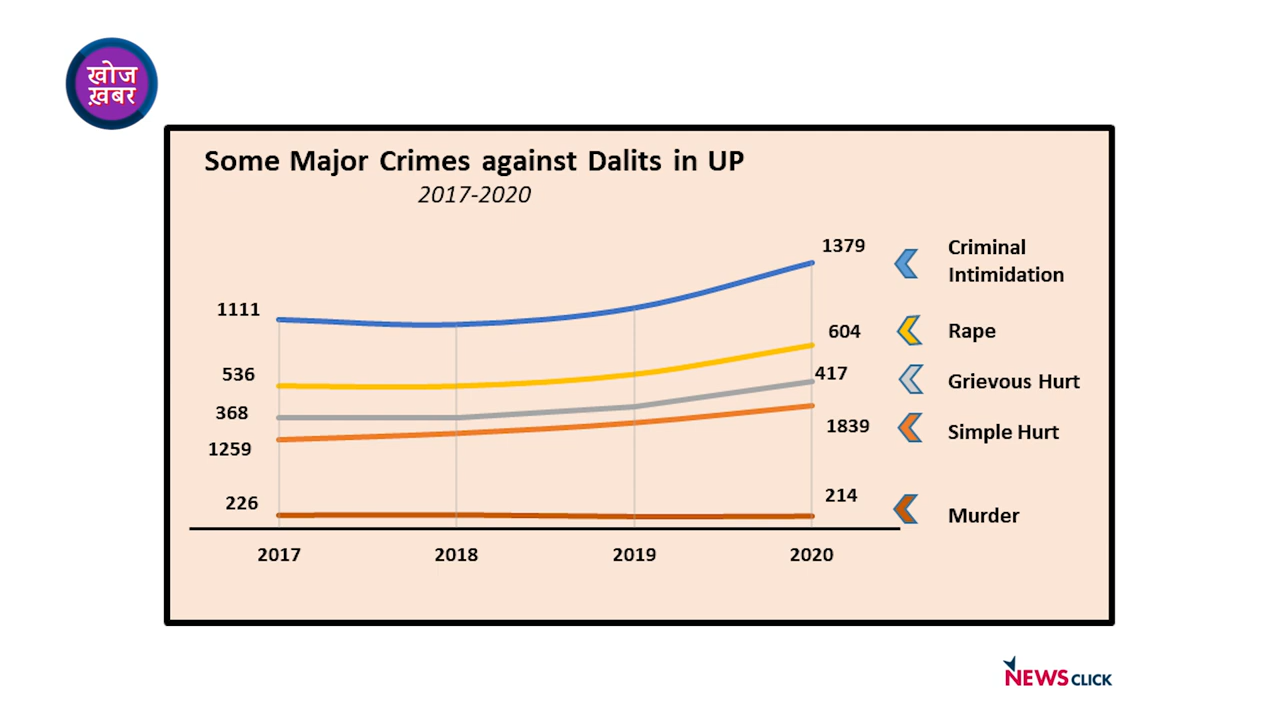 खोज
ख़बर
Some Major Crimes against Dalits in UP
2017-2020
1379
Criminal
Intimidation
1111
604
Rape
536
417
Grievous Hurt
368
1839
Simple Hurt
1259
214
226
Murder
2017 2018 2019 2020
NEWSCLICK